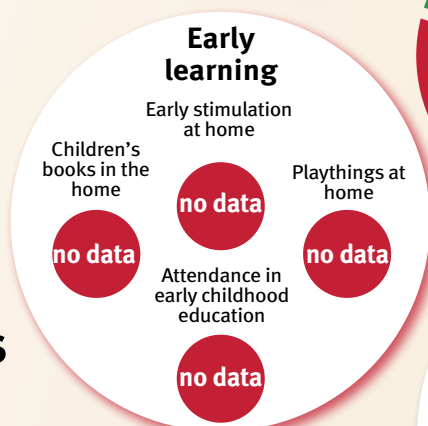 Early
learning
Early stimulation
at home
Children's
books in the
home
Playthings at
home
no data
no data
no data
Attendance in
early childhood
education
no data
s